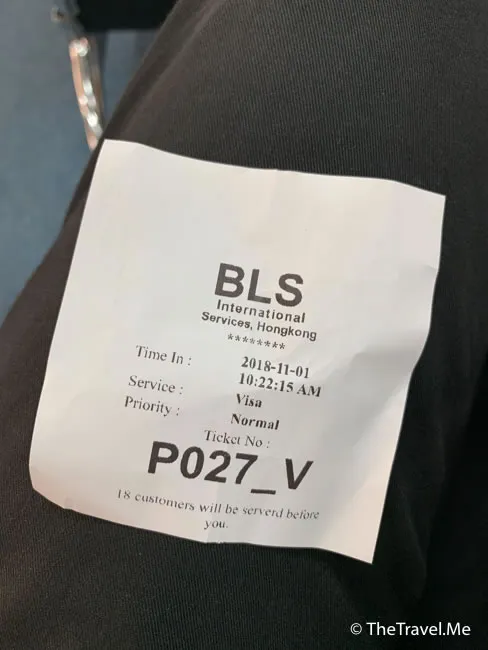 BLS
International
Services, Hongkong
********
Time In : 2018-11-01
10:22:15 AM
Service : Visa
Priority : Normal
Ticket No :
P027_V
18 customers will be serverd before
you.
© TheTravel.Me